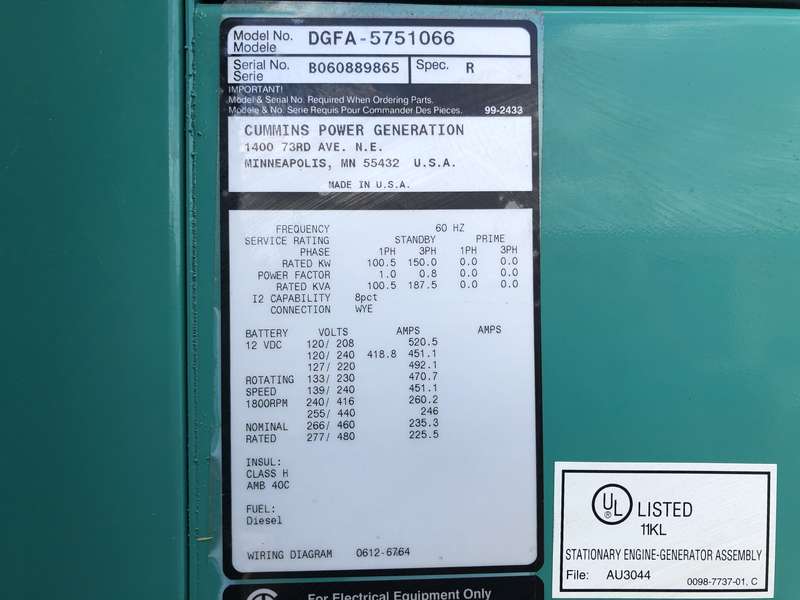 Model No. DGFA-5751066
Modele
Serial No. B060889865 Spec. R
Serie
IMPORTANT!
Model & Serial No. Required When Ordering Parts.
Modele & No. Serie Requis Pour Commander Des Pieces. 99-2433
CUMMINS POWER GENERATION
1400 73RD AVE. N.E.
MINNEAPOLIS, MN 55432 U.S.A.
MADE IN U.S.A.
FREQUENCY 60 HZ
SERVICE RATING STANDBY PRIME
PHASE 1PH 3PH 1PH 3PH
RATED KW 100.5 150.0 0.0 0.0
POWER FACTOR 1.0 0.8 0.0 0.0
RATED KVA 100.5 187.5 0.0 0.0
I2 CAPABILITY 8pct
CONNECTION WYE
BATTERY VOLTS AMPS AMPS
12 VDC 120/ 208 520.5
120/ 240 418.8 451.1
127/ 220 492.1
ROTATING 133/ 230 470.7
SPEED 139/ 240 451.1
1800RPM 240/ 416 260.2
255/ 440 246
NOMINAL 266/ 460 235.3
RATED 277/ 480 225.5
INSUL:
CLASS H
AMB 40C
FUEL:
Diesel
WIRING DIAGRAM 0612-6764
For Electrical Equipment Only
UL ® LISTED
11KL
STATIONARY ENGINE-GENERATOR ASSEMBLY
File: AU3044 0098-7737-01, C